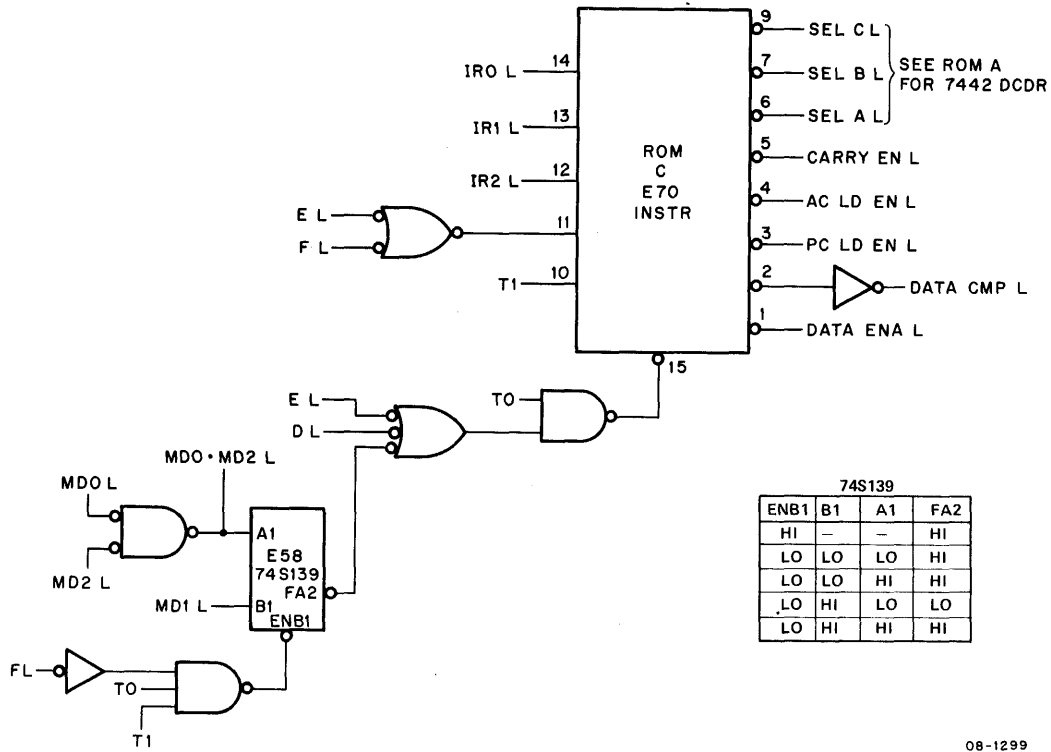 9
SEL C L
7
SEL B L
6
SEL A L
SEE ROM A
FOR 7442 DCDR
5
CARRY EN L
4
AC LD EN L
3
PC LD EN L
2
DATA CMP L
1
DATA ENA L
IR0 L
14
IR1 L
13
IR2 L
12
E L
F L
11
T1
10
ROM
C
E70
INSTR
15
E L
D L
T0
MD0 • MD2 L
MD0 L
MD2 L
A1
E58
74S139
FA2
MD1 L
B1
ENB1
FL
T0
T1
74S139
ENB1 B1 A1 FA2
HI – – HI
LO LO LO HI
LO LO HI HI
LO HI LO LO
LO HI HI HI
08-1299